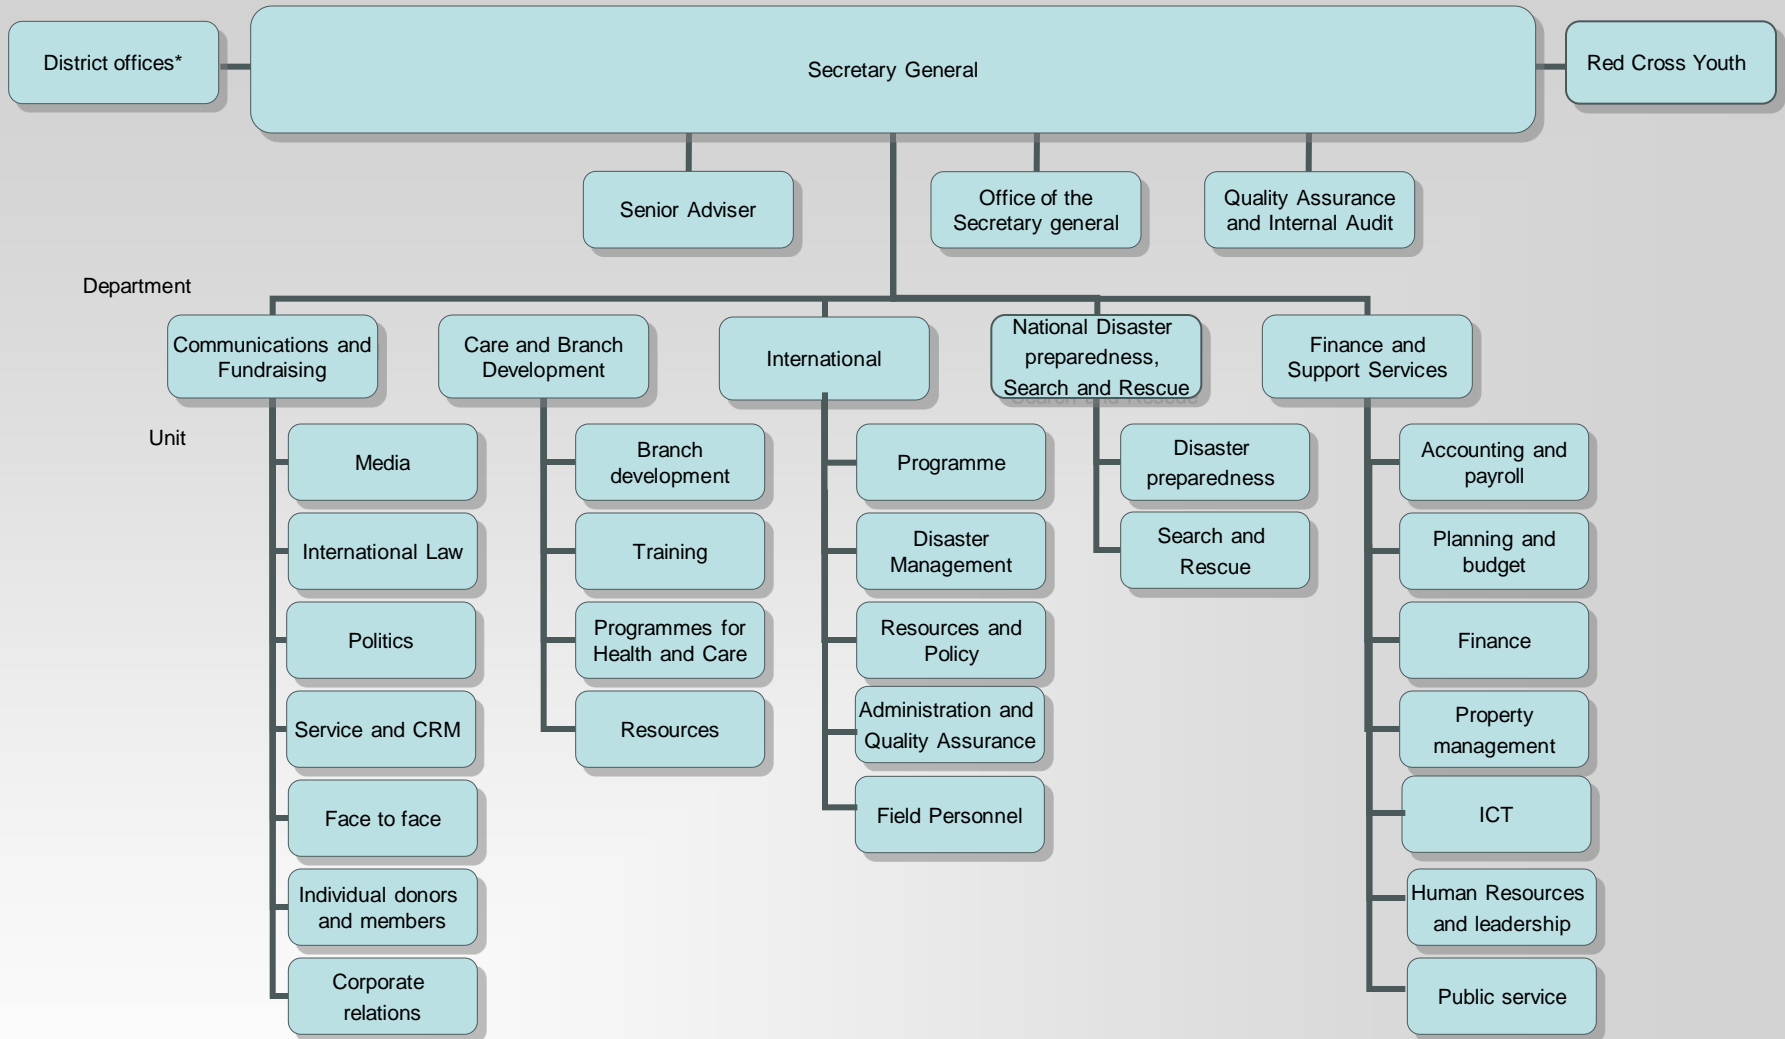 District offices*
Secretary General
Red Cross Youth
Senior Adviser
Office of the
Secretary general
Quality Assurance
and Internal Audit
Department
Communications and
Fundraising
Care and Branch
Development
International
National Disaster
preparedness,
Search and Rescue
Finance and
Support Services
Unit
Media
International Law
Politics
Service and CRM
Face to face
Individual donors
and members
Corporate
relations
Branch
development
Training
Programmes for
Health and Care
Resources
Programme
Disaster
Management
Resources and
Policy
Administration and
Quality Assurance
Field Personnel
Disaster
preparedness
Search and
Rescue
Accounting and
payroll
Planning and
budget
Finance
Property
management
ICT
Human Resources
and leadership
Public service